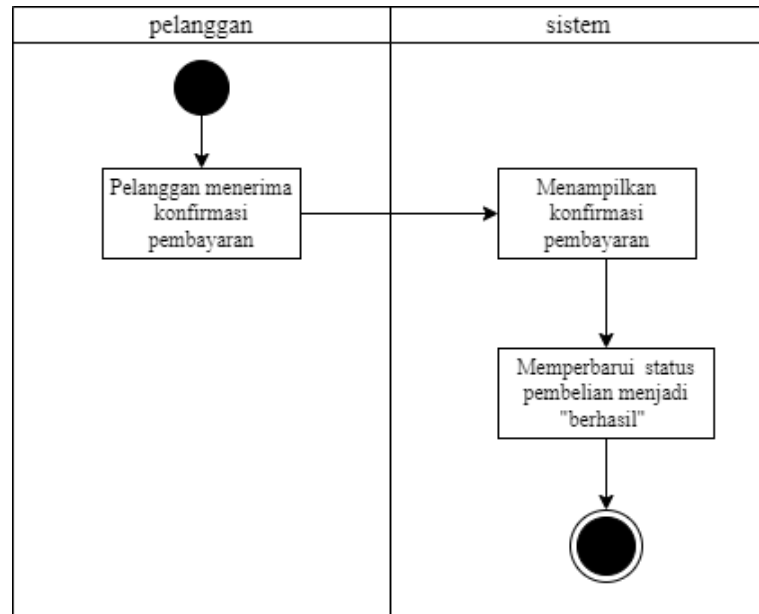 pelanggan
sistem
Pelanggan menerima
konfirmasi
pembayaran
Menampilkan
konfirmasi
pembayaran
Memperbarui status
pembelian menjadi
"berhasil"